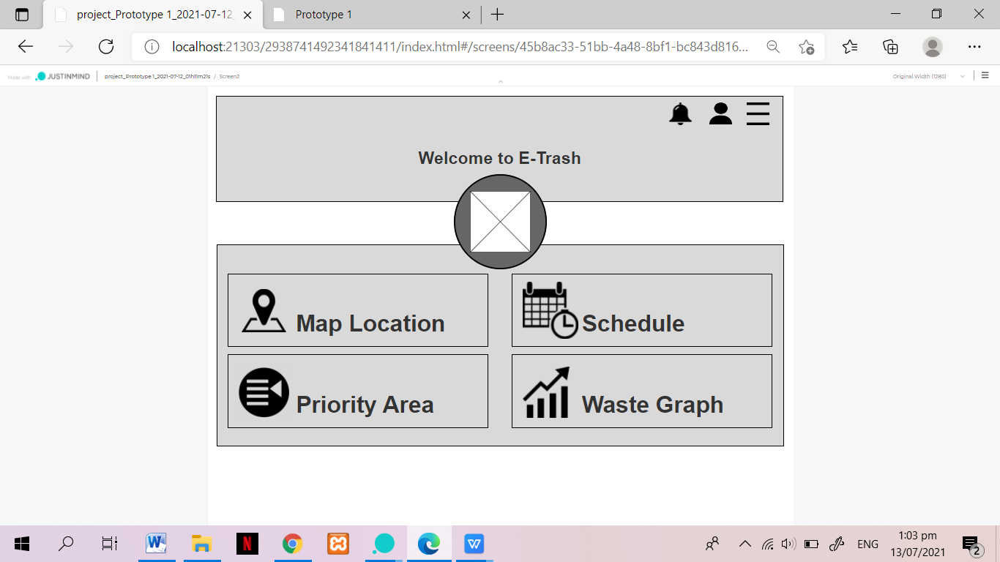 project_Prototype 1_2021-07-12_
Prototype 1
localhost:21303/2938741492341841411/index.html#/screens/45b8ac33-51bb-4a48-8bf1-bc843d816...
Made with JUSTINMIND project_Prototype 1_2021-07-12_01h11m21s / Screen2
Original Width (1280)
Welcome to E-Trash
Map Location
Schedule
Priority Area
Waste Graph
W
N
W
ENG
1:03 pm
13/07/2021
2